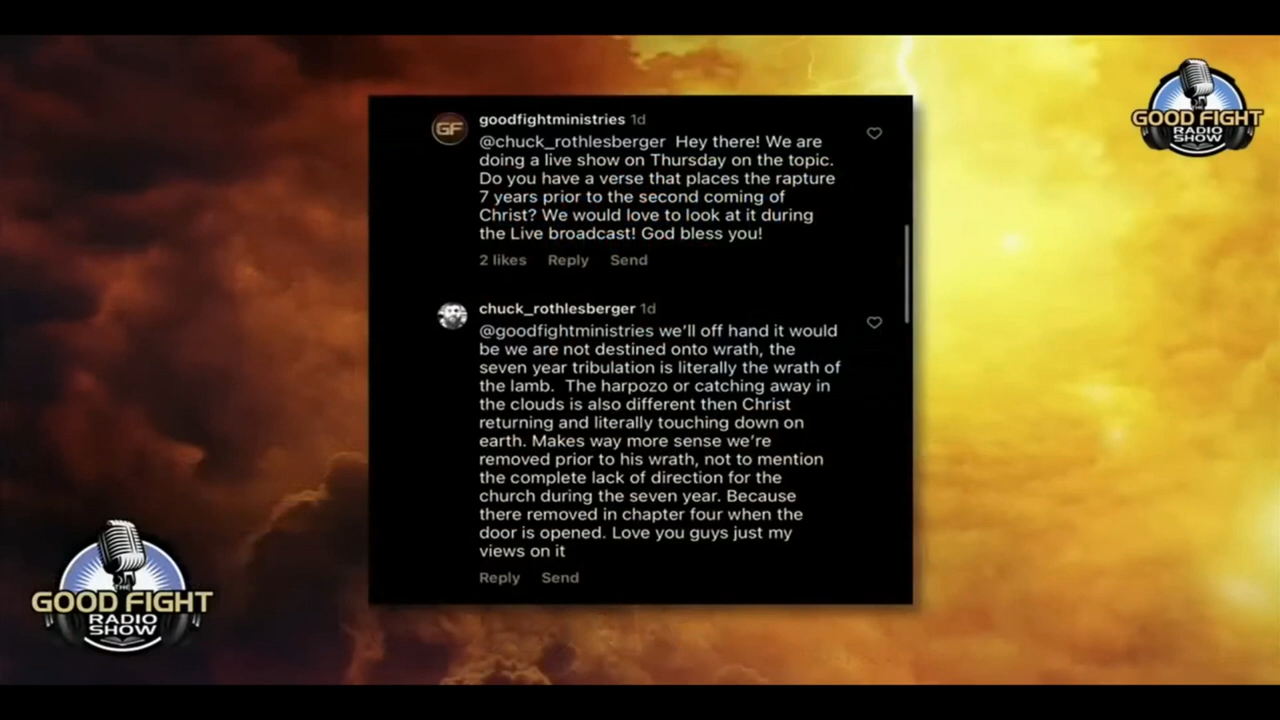 GOOD FIGHT
RADIO
SHOW
GF
goodfightministries 1d
@chuck_rothlesberger Hey there! We are
doing a live show on Thursday on the topic.
Do you have a verse that places the rapture
7 years prior to the second coming of
Christ? We would love to look at it during
the Live broadcast! God bless you!
2 likes Reply Send
chuck_rothlesberger 1d
@goodfightministries we'll off hand it would
be we are not destined onto wrath, the
seven year tribulation is literally the wrath of
the lamb. The harpozo or catching away in
the clouds is also different then Christ
returning and literally touching down on
earth. Makes way more sense we're
removed prior to his wrath, not to mention
the complete lack of direction for the
church during the seven year. Because
there removed in chapter four when the
door is opened. Love you guys just my
views on it
Reply Send
THE
GOOD FIGHT
RADIO
SHOW